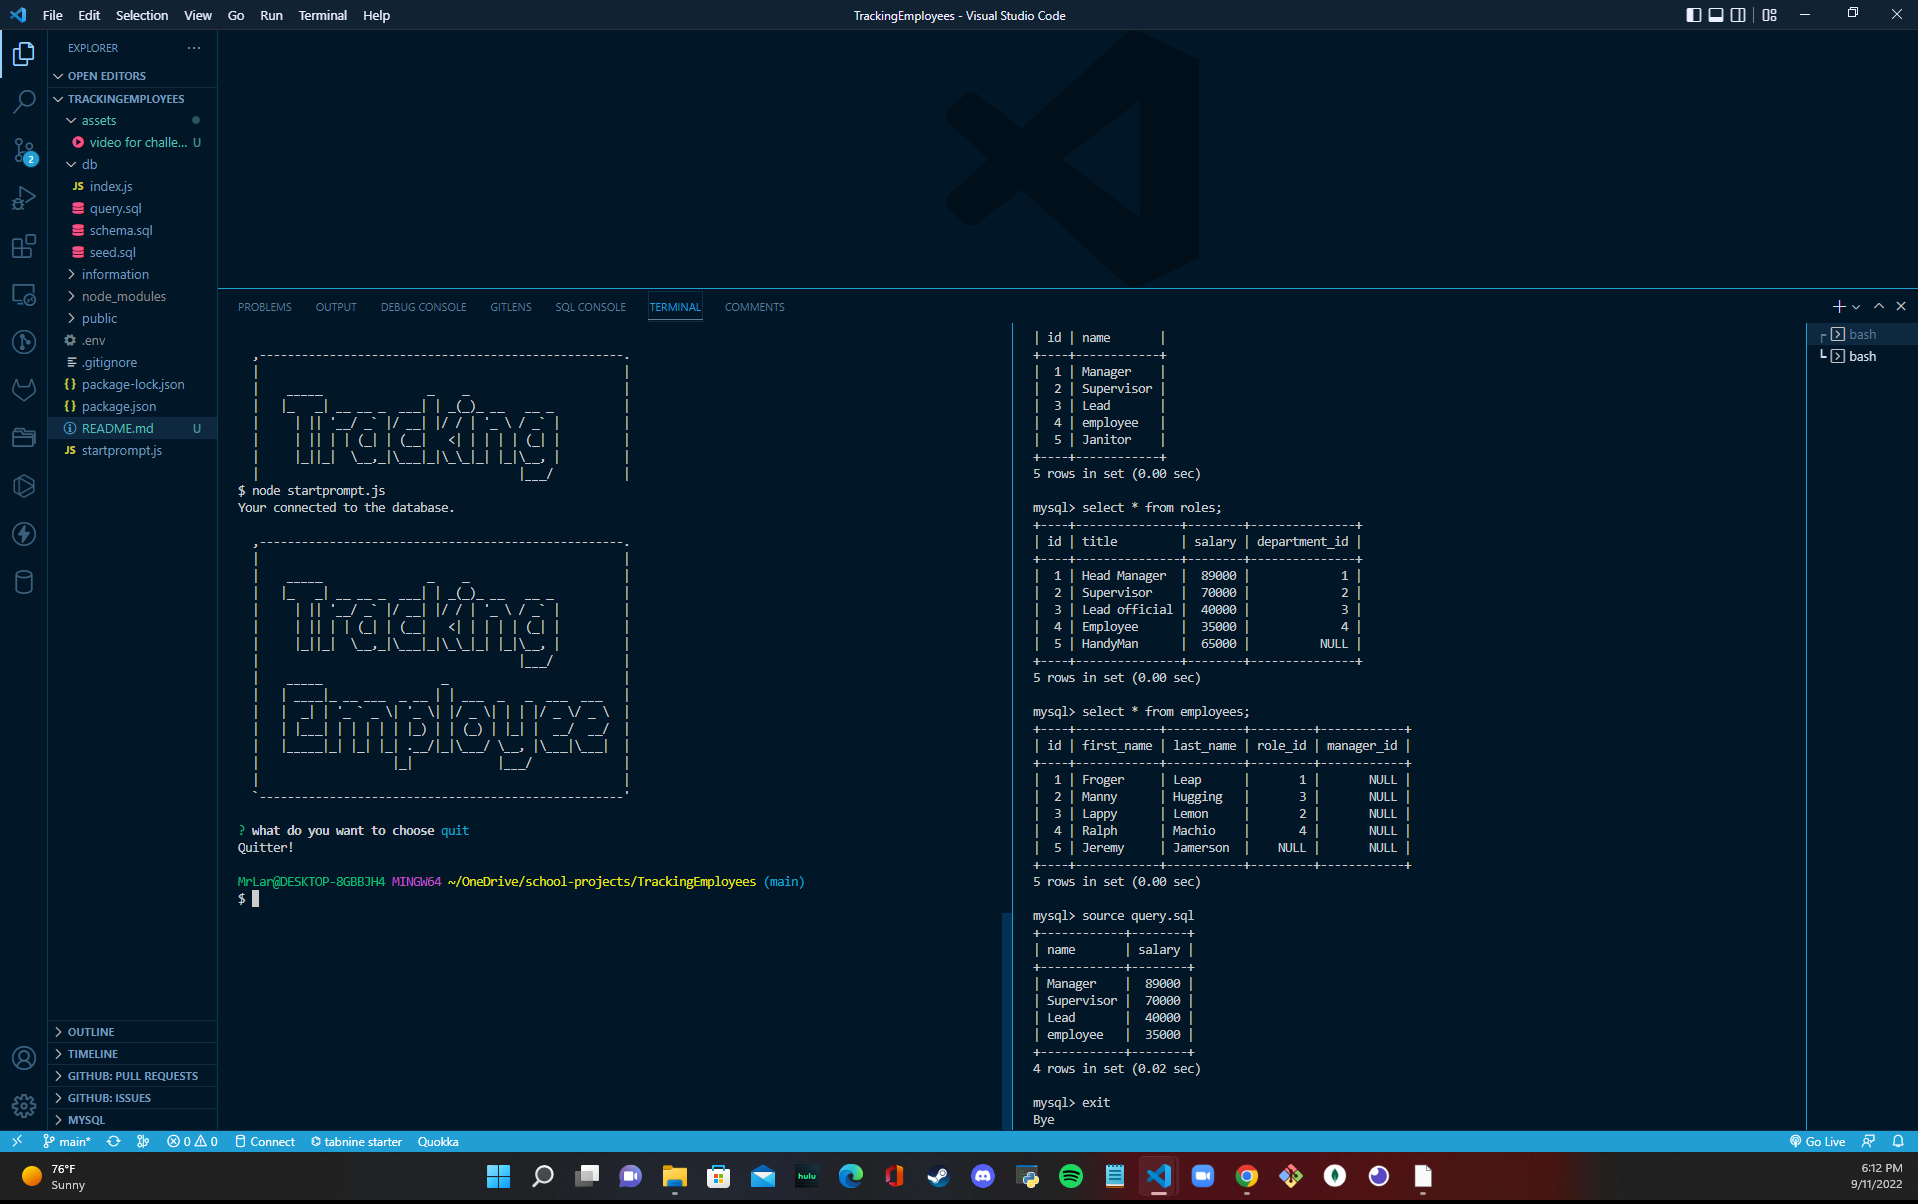 File Edit Selection View Go Run Terminal Help
TrackingEmployees - Visual Studio Code
EXPLORER
OPEN EDITORS
TRACKINGEMPLOYEES
assets
video for challe... U
db
JS index.js
query.sql
schema.sql
seed.sql
information
node_modules
public
.env
.gitignore
{} package-lock.json
{} package.json
README.md U
JS startprompt.js
2
OUTLINE
TIMELINE
GITHUB: PULL REQUESTS
GITHUB: ISSUES
MYSQL
PROBLEMS OUTPUT DEBUG CONSOLE GITLENS SQL CONSOLE TERMINAL COMMENTS
Tracking
$ node startprompt.js
Your connected to the database.
Tracking
Employee
? what do you want to choose quit
Quitter!
MrLar@DESKTOP-8GBBJH4 MINGW64 ~/OneDrive/school-projects/TrackingEmployees (main)
$
| id | name       |
+----+------------+
|  1 | Manager    |
|  2 | Supervisor |
|  3 | Lead       |
|  4 | employee   |
|  5 | Janitor    |
+----+------------+
5 rows in set (0.00 sec)
mysql> select * from roles;
+----+---------------+--------+---------------+
| id | title         | salary | department_id |
+----+---------------+--------+---------------+
|  1 | Head Manager  |  89000 |             1 |
|  2 | Supervisor    |  70000 |             2 |
|  3 | Lead official |  40000 |             3 |
|  4 | Employee      |  35000 |             4 |
|  5 | HandyMan      |  65000 |          NULL |
+----+---------------+--------+---------------+
5 rows in set (0.00 sec)
mysql> select * from employees;
+----+------------+-----------+---------+------------+
| id | first_name | last_name | role_id | manager_id |
+----+------------+-----------+---------+------------+
|  1 | Froger     | Leap      |       1 |       NULL |
|  2 | Manny      | Hugging   |       3 |       NULL |
|  3 | Lappy      | Lemon     |       2 |       NULL |
|  4 | Ralph      | Machio    |       4 |       NULL |
|  5 | Jeremy     | Jamerson  |    NULL |       NULL |
+----+------------+-----------+---------+------------+
5 rows in set (0.00 sec)
mysql> source query.sql
+------------+--------+
| name       | salary |
+------------+--------+
| Manager    |  89000 |
| Supervisor |  70000 |
| Lead       |  40000 |
| employee   |  35000 |
+------------+--------+
4 rows in set (0.02 sec)
mysql> exit
Bye
bash
bash
main* 0 0 Connect tabnine starter Quokka Go Live
76°F
Sunny
hulu
6:12 PM
9/11/2022